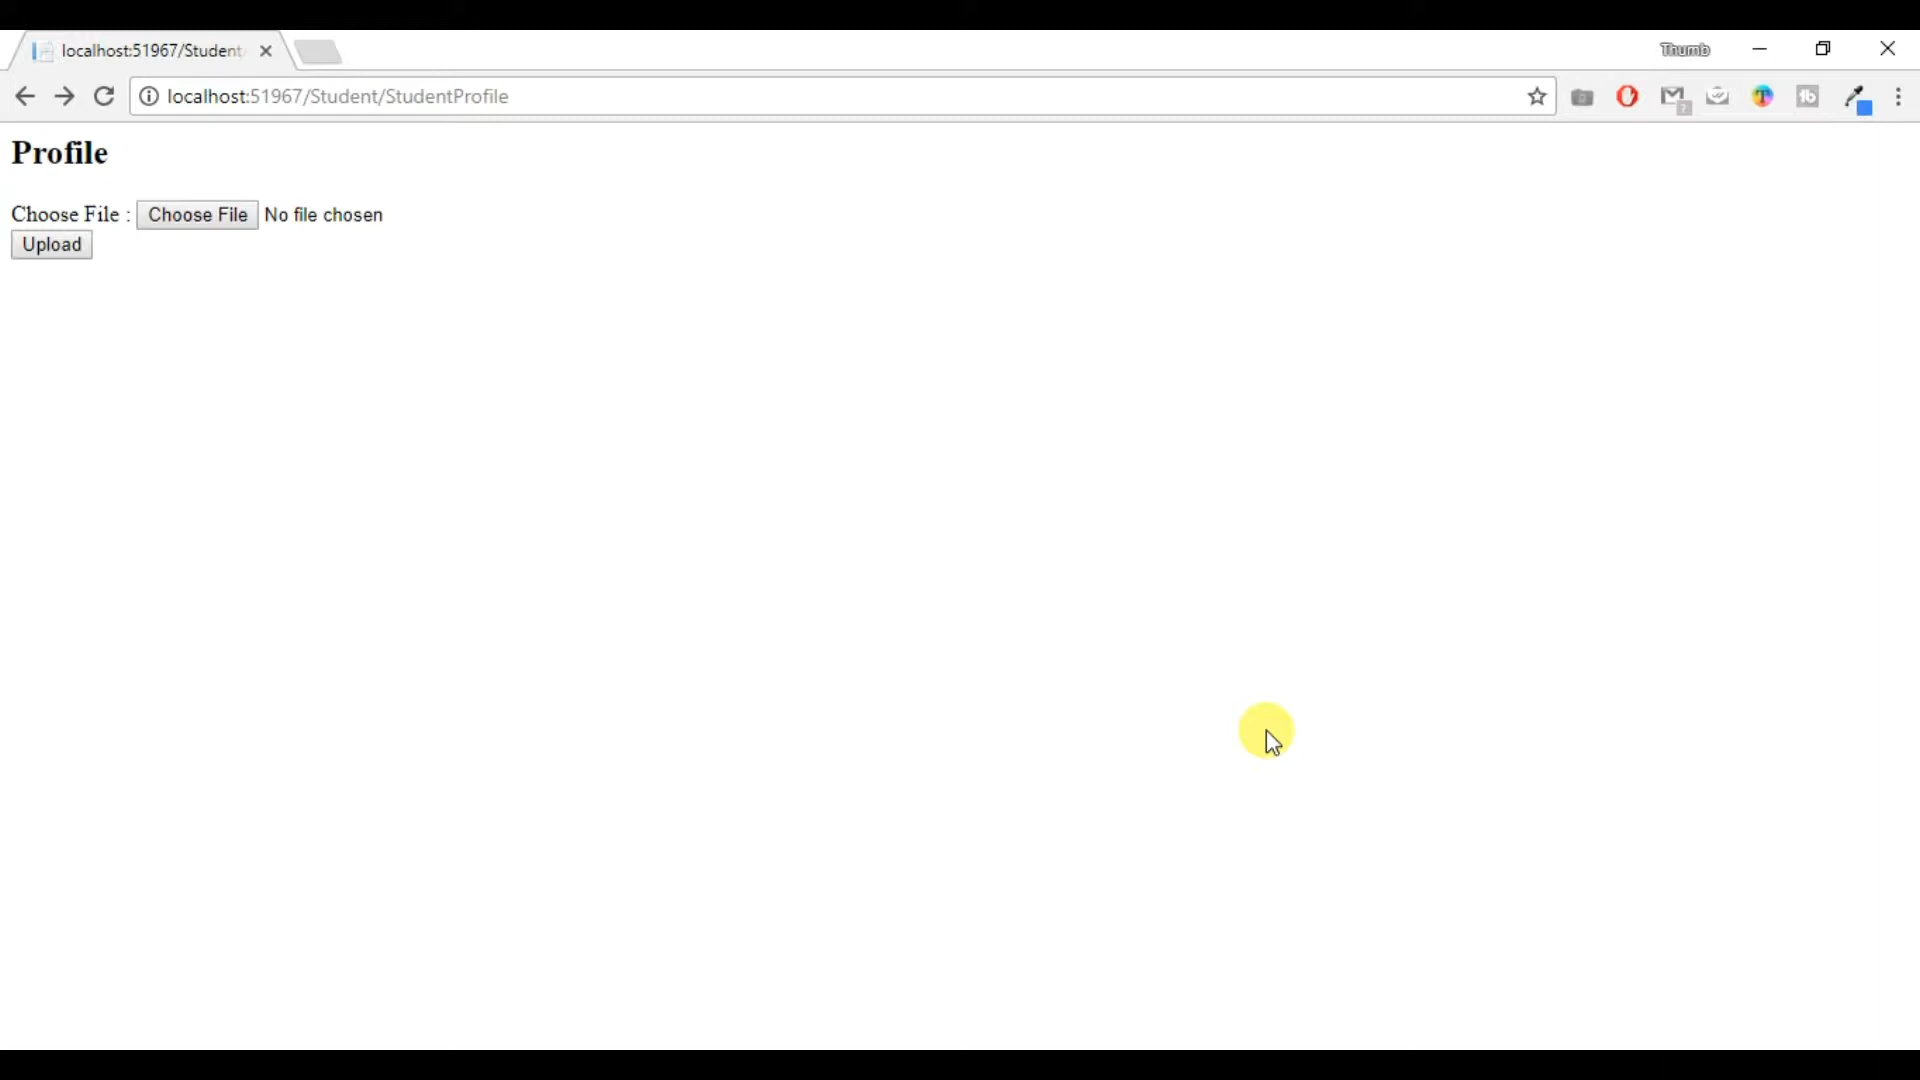 localhost:51967/Student
Thumb
localhost:51967/Student/StudentProfile
Profile
Choose File : Choose File No file chosen
Upload